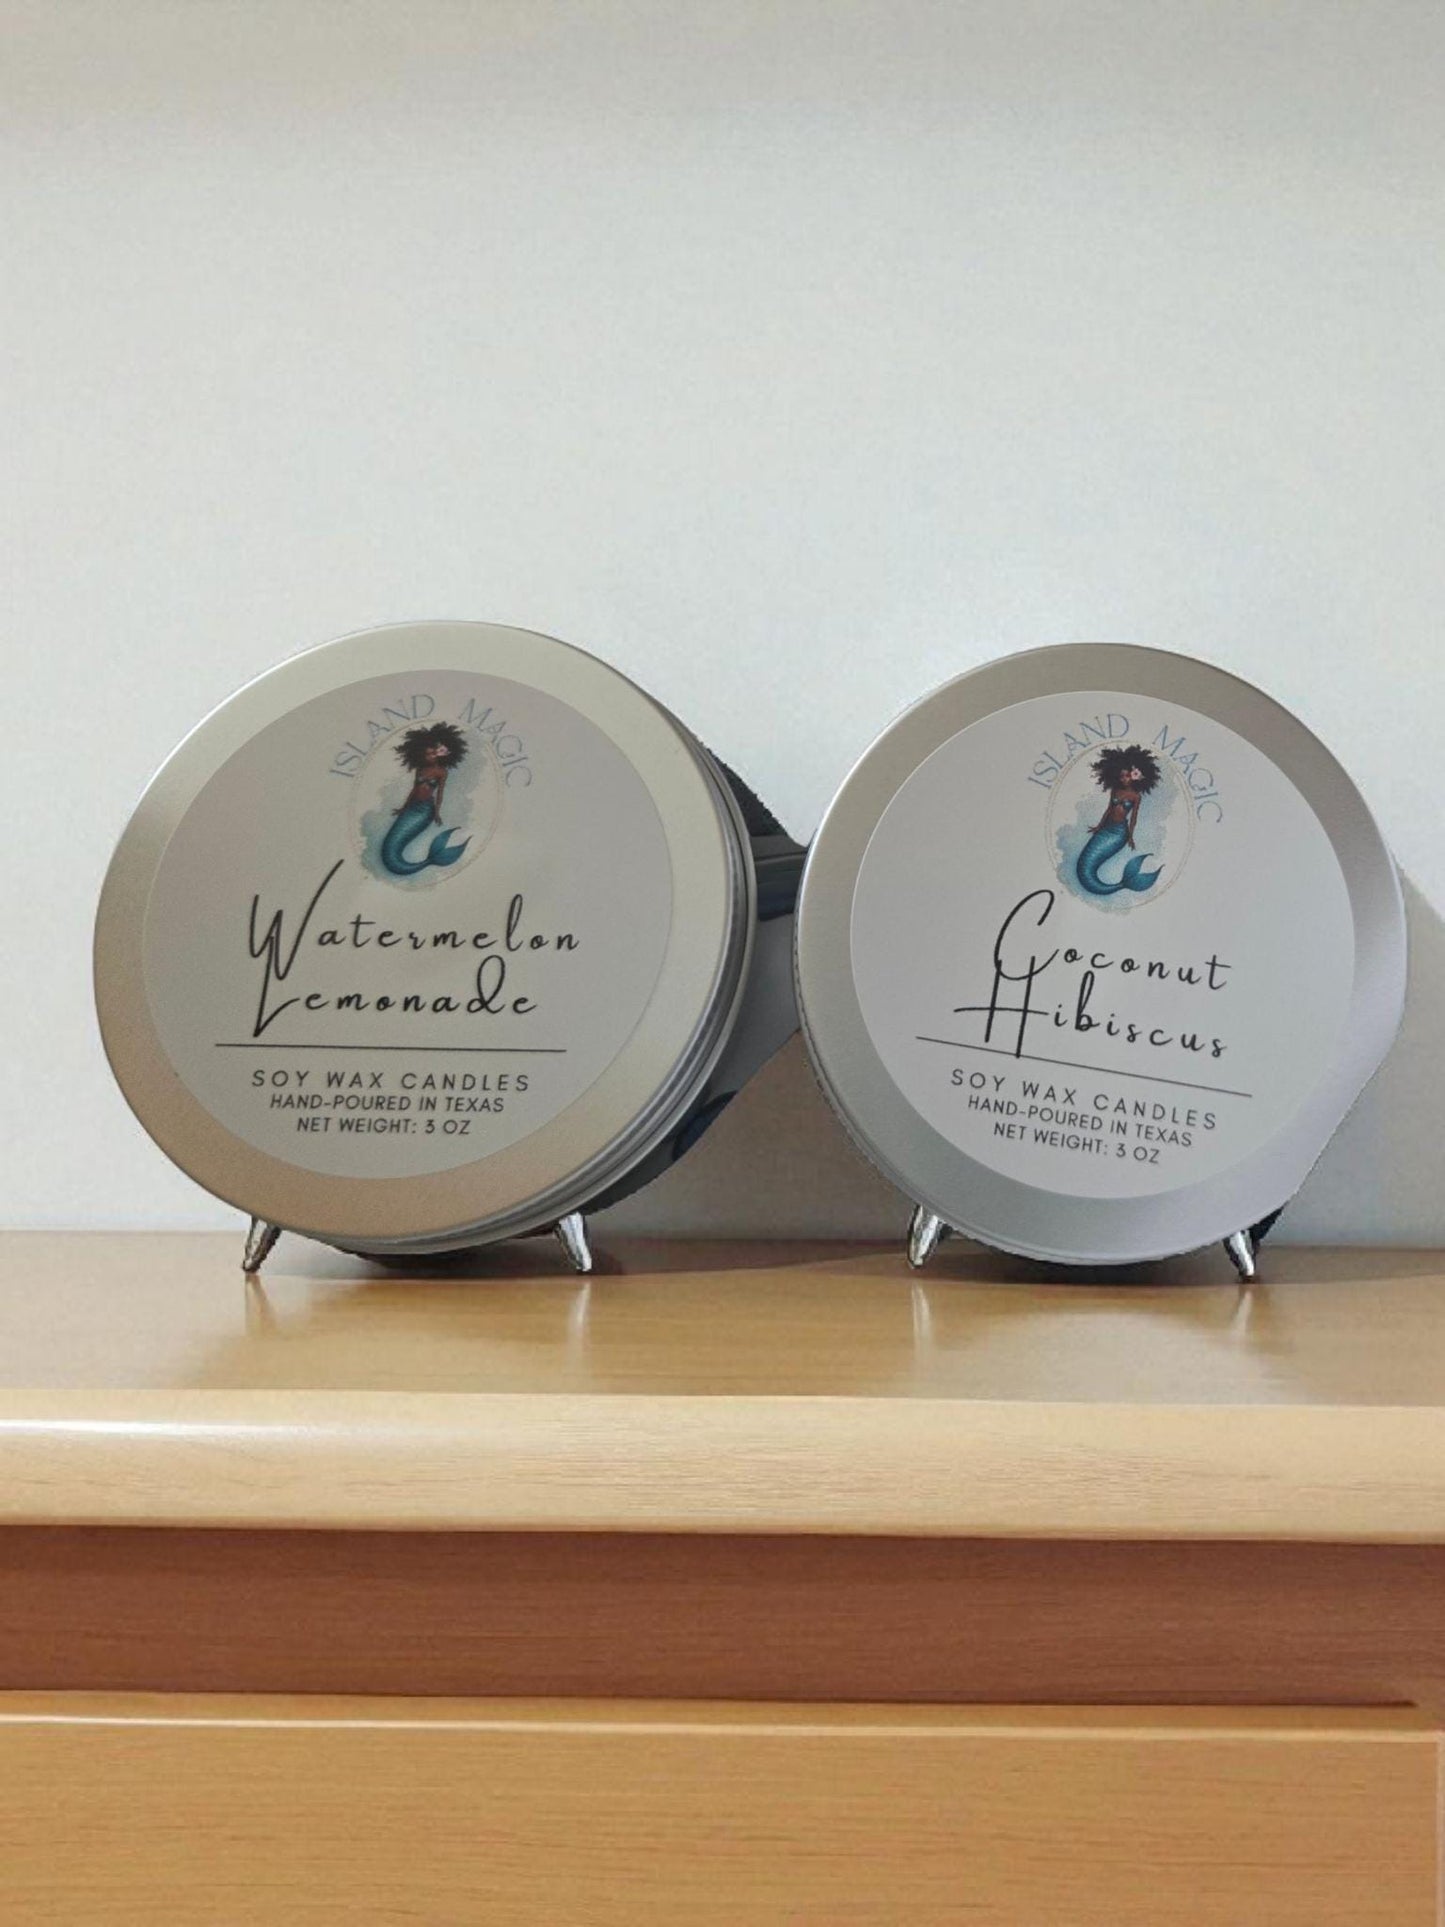 ISLAND MAGIC
Watermelon
Lemonade
SOY WAX CANDLES
HAND-POURED IN TEXAS
NET WEIGHT: 3 OZ
ISLAND MAGIC
Coconut
Hibiscus
SOY WAX CANDLES
HAND-POURED IN TEXAS
NET WEIGHT: 3 OZ